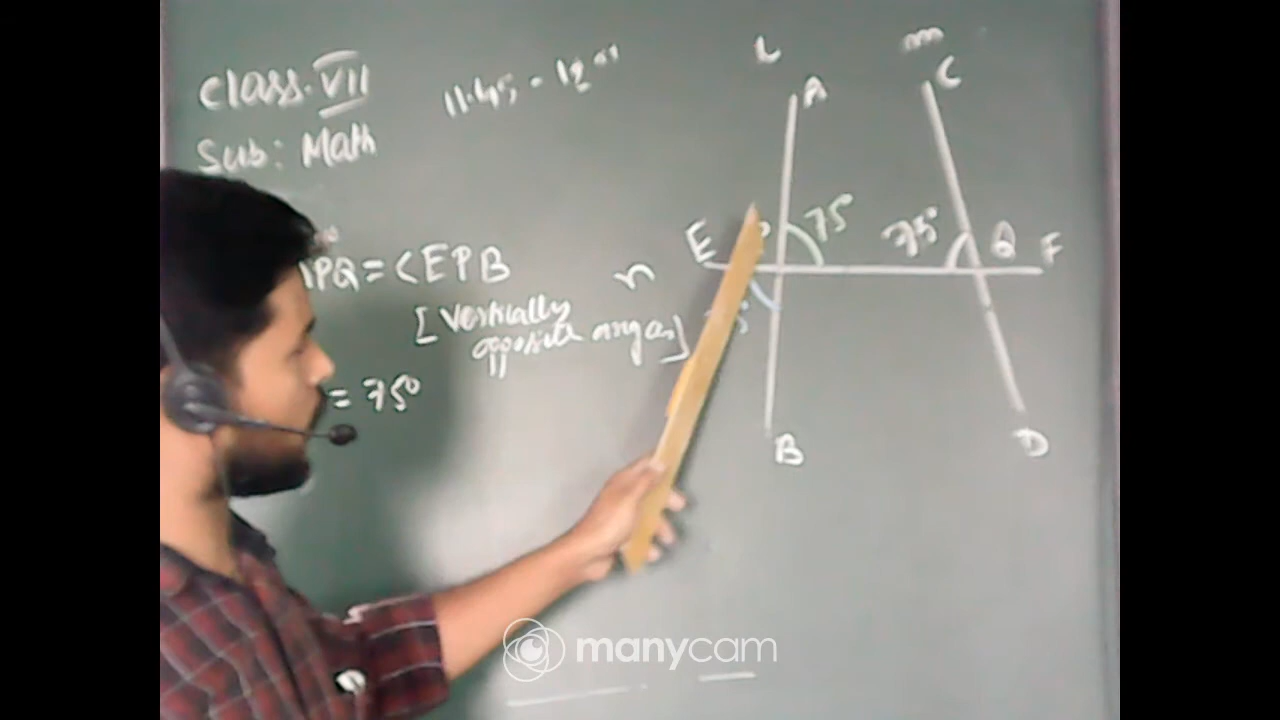 Class. VII
Sub: Math
11.45 - 12
PQ = <EPB
[Vertically
opposite angles]
= 75°
L
m
A
C
75°
75°
E
P
Q
F
n
B
D
manycam